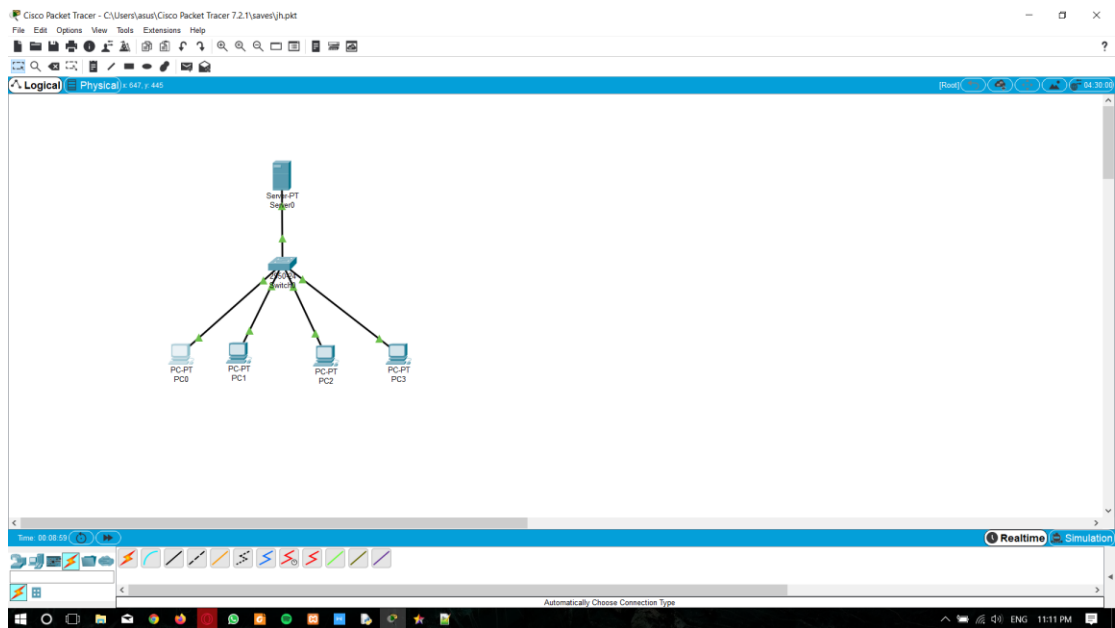 Cisco Packet Tracer - C:\Users\asus\Cisco Packet Tracer 7.2.1\saves\jh.pkt
File Edit Options View Tools Extensions Help
?
Logical Physical x: 647, y: 445 [Root] 04:30:00
Server-PT
Server0
Switch0
PC-PT
PC0
PC-PT
PC1
PC-PT
PC2
PC-PT
PC3
Time: 00:08:59 Realtime Simulation
Automatically Choose Connection Type
ENG 11:11 PM